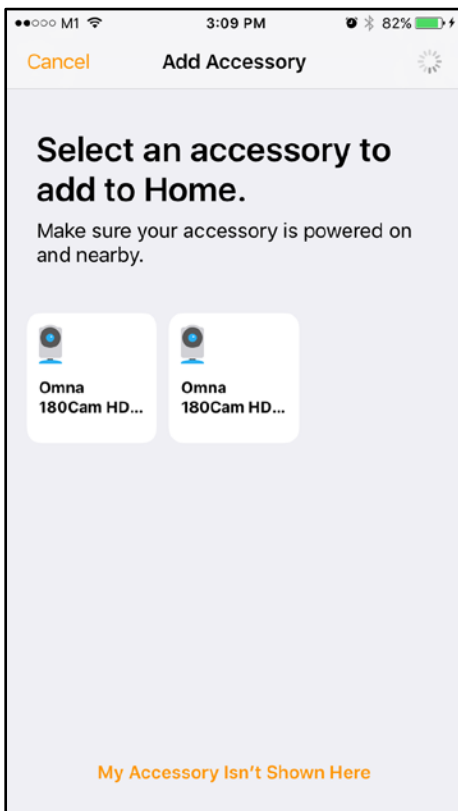 M1 3:09 PM 82%
Cancel Add Accessory
Select an accessory to
add to Home.
Make sure your accessory is powered on
and nearby.
Omna
180Cam HD...
Omna
180Cam HD...
My Accessory Isn't Shown Here